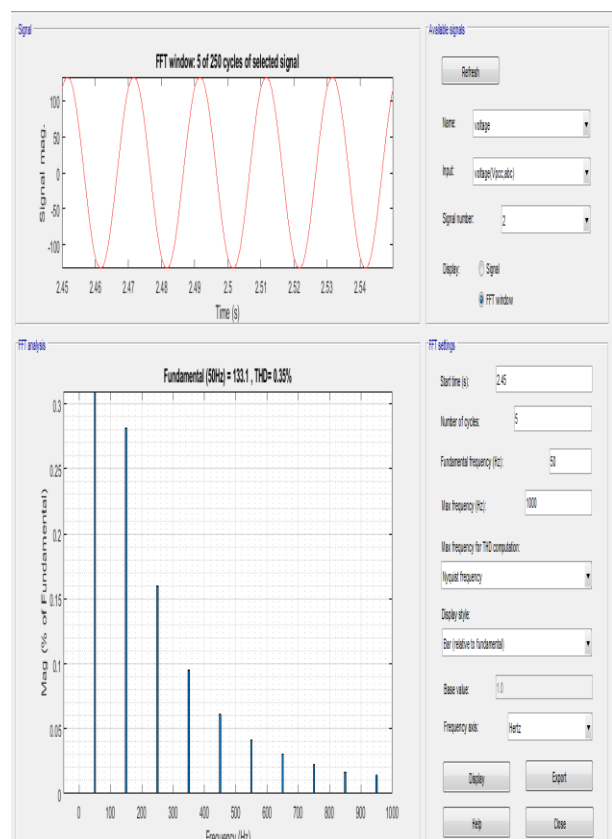 Signal
FFT window: 5 of 250 cycles of selected signal
Signal mag.
100
50
0
-50
-100
2.45 2.46 2.47 2.48 2.49 2.5 2.51 2.52 2.53 2.54
Time (s)
Available signals
Refresh
Name:
voltage
Input:
voltage(Vpcc,abc)
Signal number:
2
Display:
Signal
FFT window
FFT analysis
Fundamental (50Hz) = 133.1 , THD= 0.35%
Mag (% of Fundamental)
0.3
0.25
0.2
0.15
0.1
0.05
0
0 100 200 300 400 500 600 700 800 900 1000
Frequency (Hz)
FFT settings
Start time (s):
2.45
Number of cycles:
5
Fundamental frequency (Hz):
50
Max frequency (Hz):
1000
Max frequency for THD computation:
Nyquist frequency
Display style:
Bar (relative to fundamental)
Base value:
1.0
Frequency axis:
Hertz
Display
Export
Help
Close